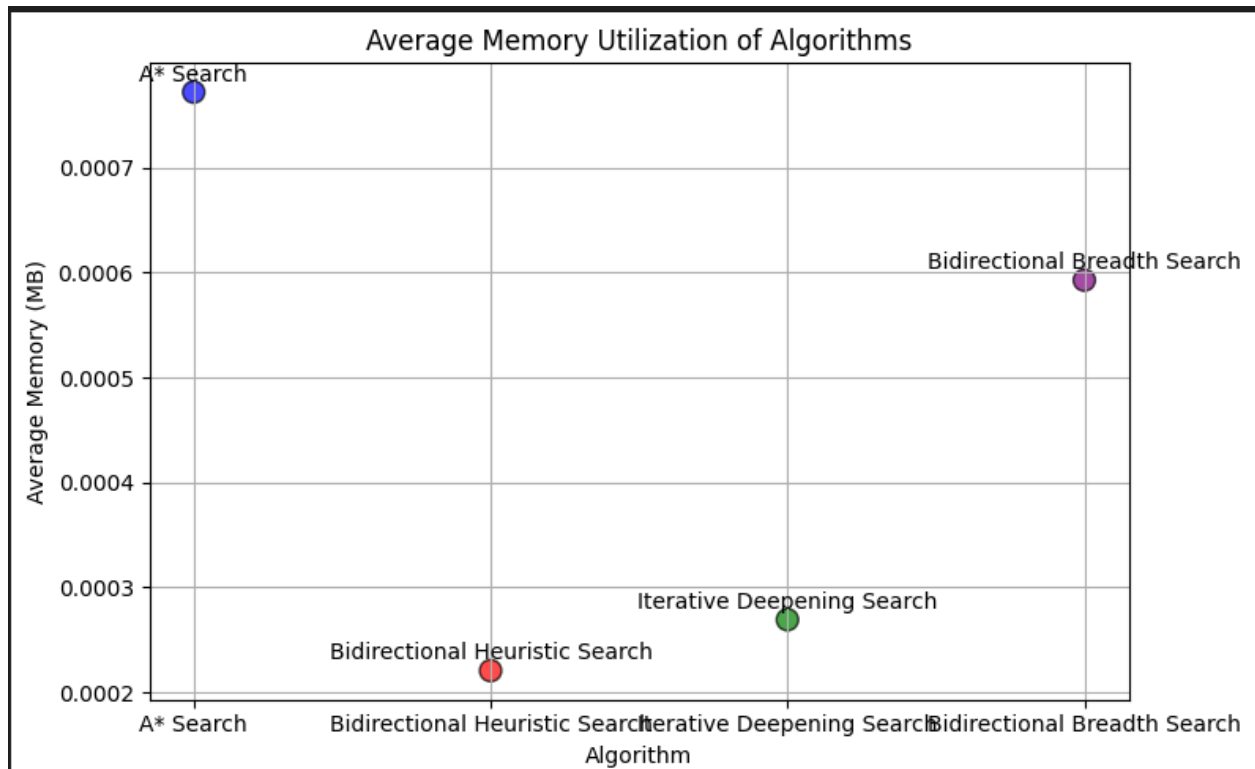 Average Memory Utilization of Algorithms
A* Search
0.0007
Bidirectional Breadth Search
0.0006
0.0005
Average Memory (MB)
0.0004
0.0003
Iterative Deepening Search
Bidirectional Heuristic Search
0.0002
A* Search Bidirectional Heuristic Search Iterative Deepening Search Bidirectional Breadth Search
Algorithm